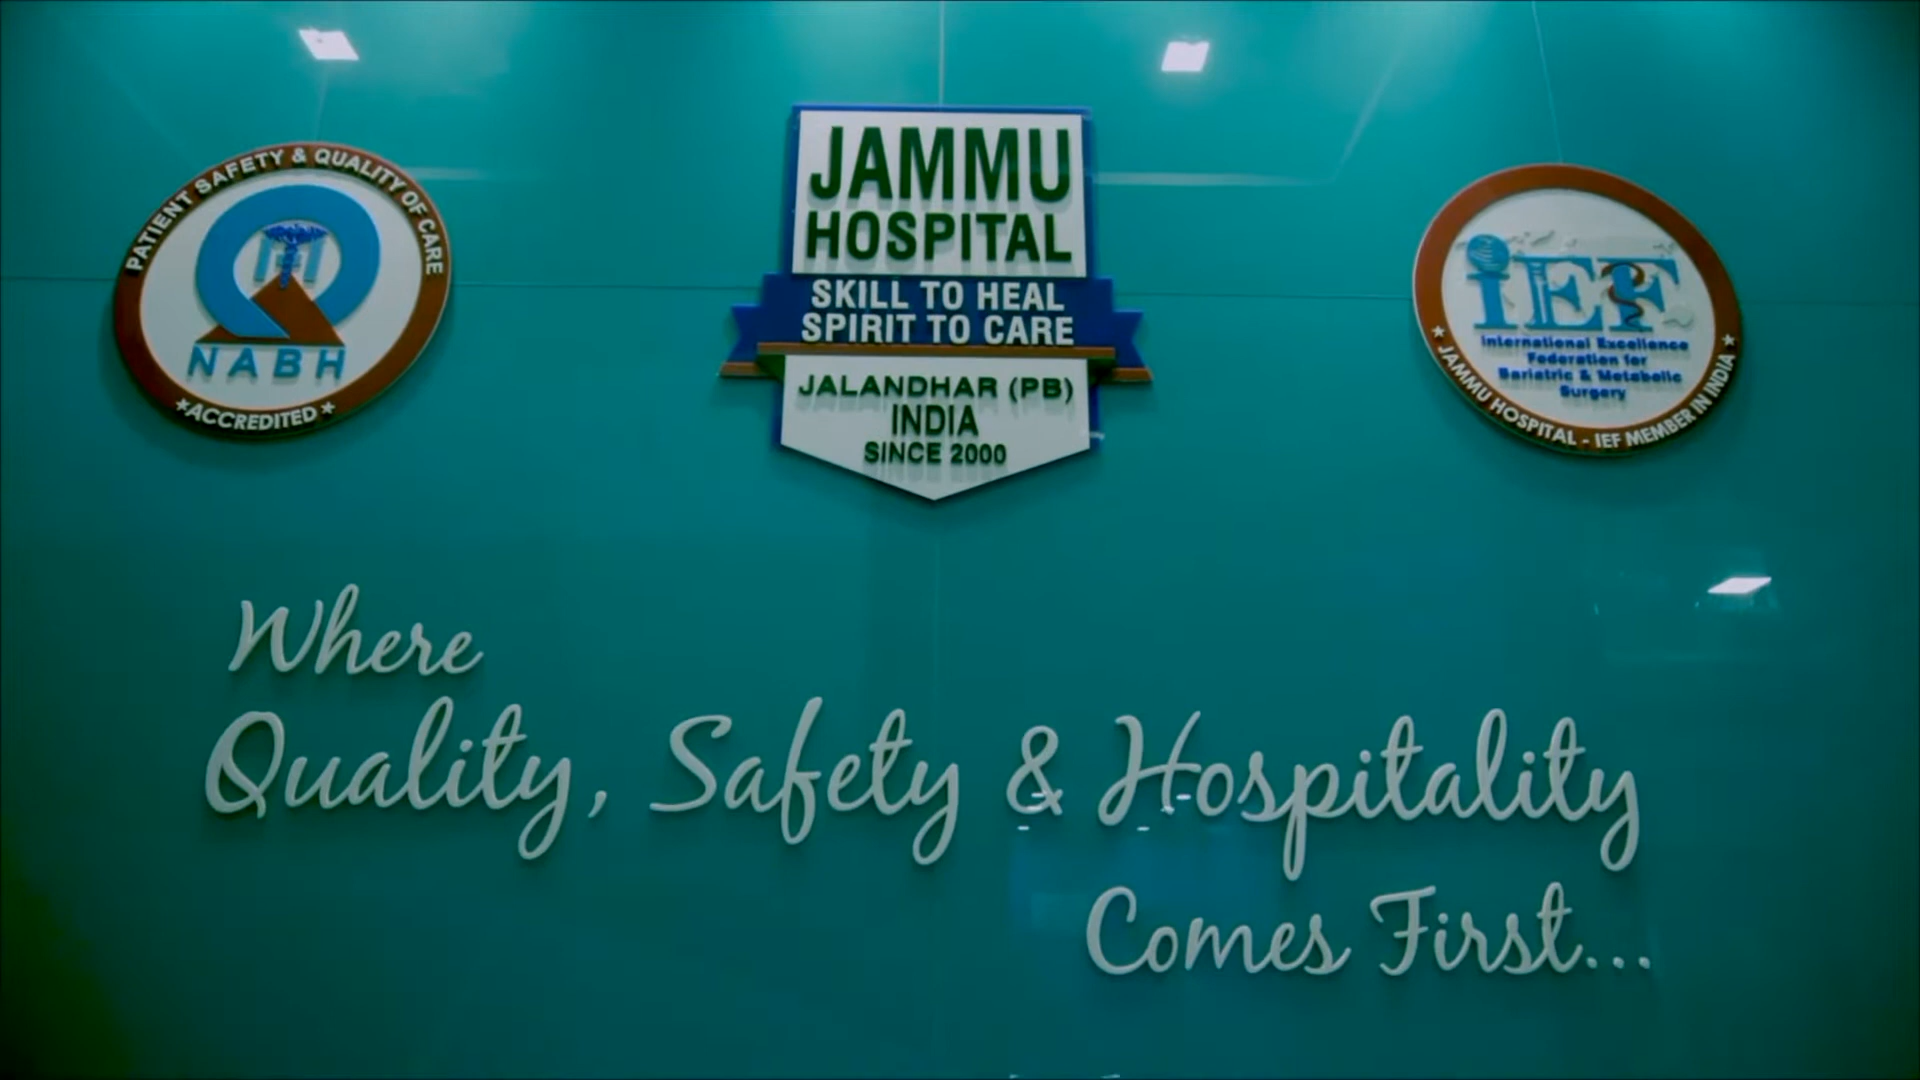 PATIENT SAFETY & QUALITY OF CARE
NABH
★ACCREDITED★
JAMMU
HOSPITAL
SKILL TO HEAL
SPIRIT TO CARE
JALANDHAR (PB)
INDIA
SINCE 2000
iEF
International Excellence
Federation for
Bariatric & Metabolic
Surgery
★ JAMMU HOSPITAL - IEF MEMBER IN INDIA ★
Where
Quality, Safety & Hospitality
Comes First...